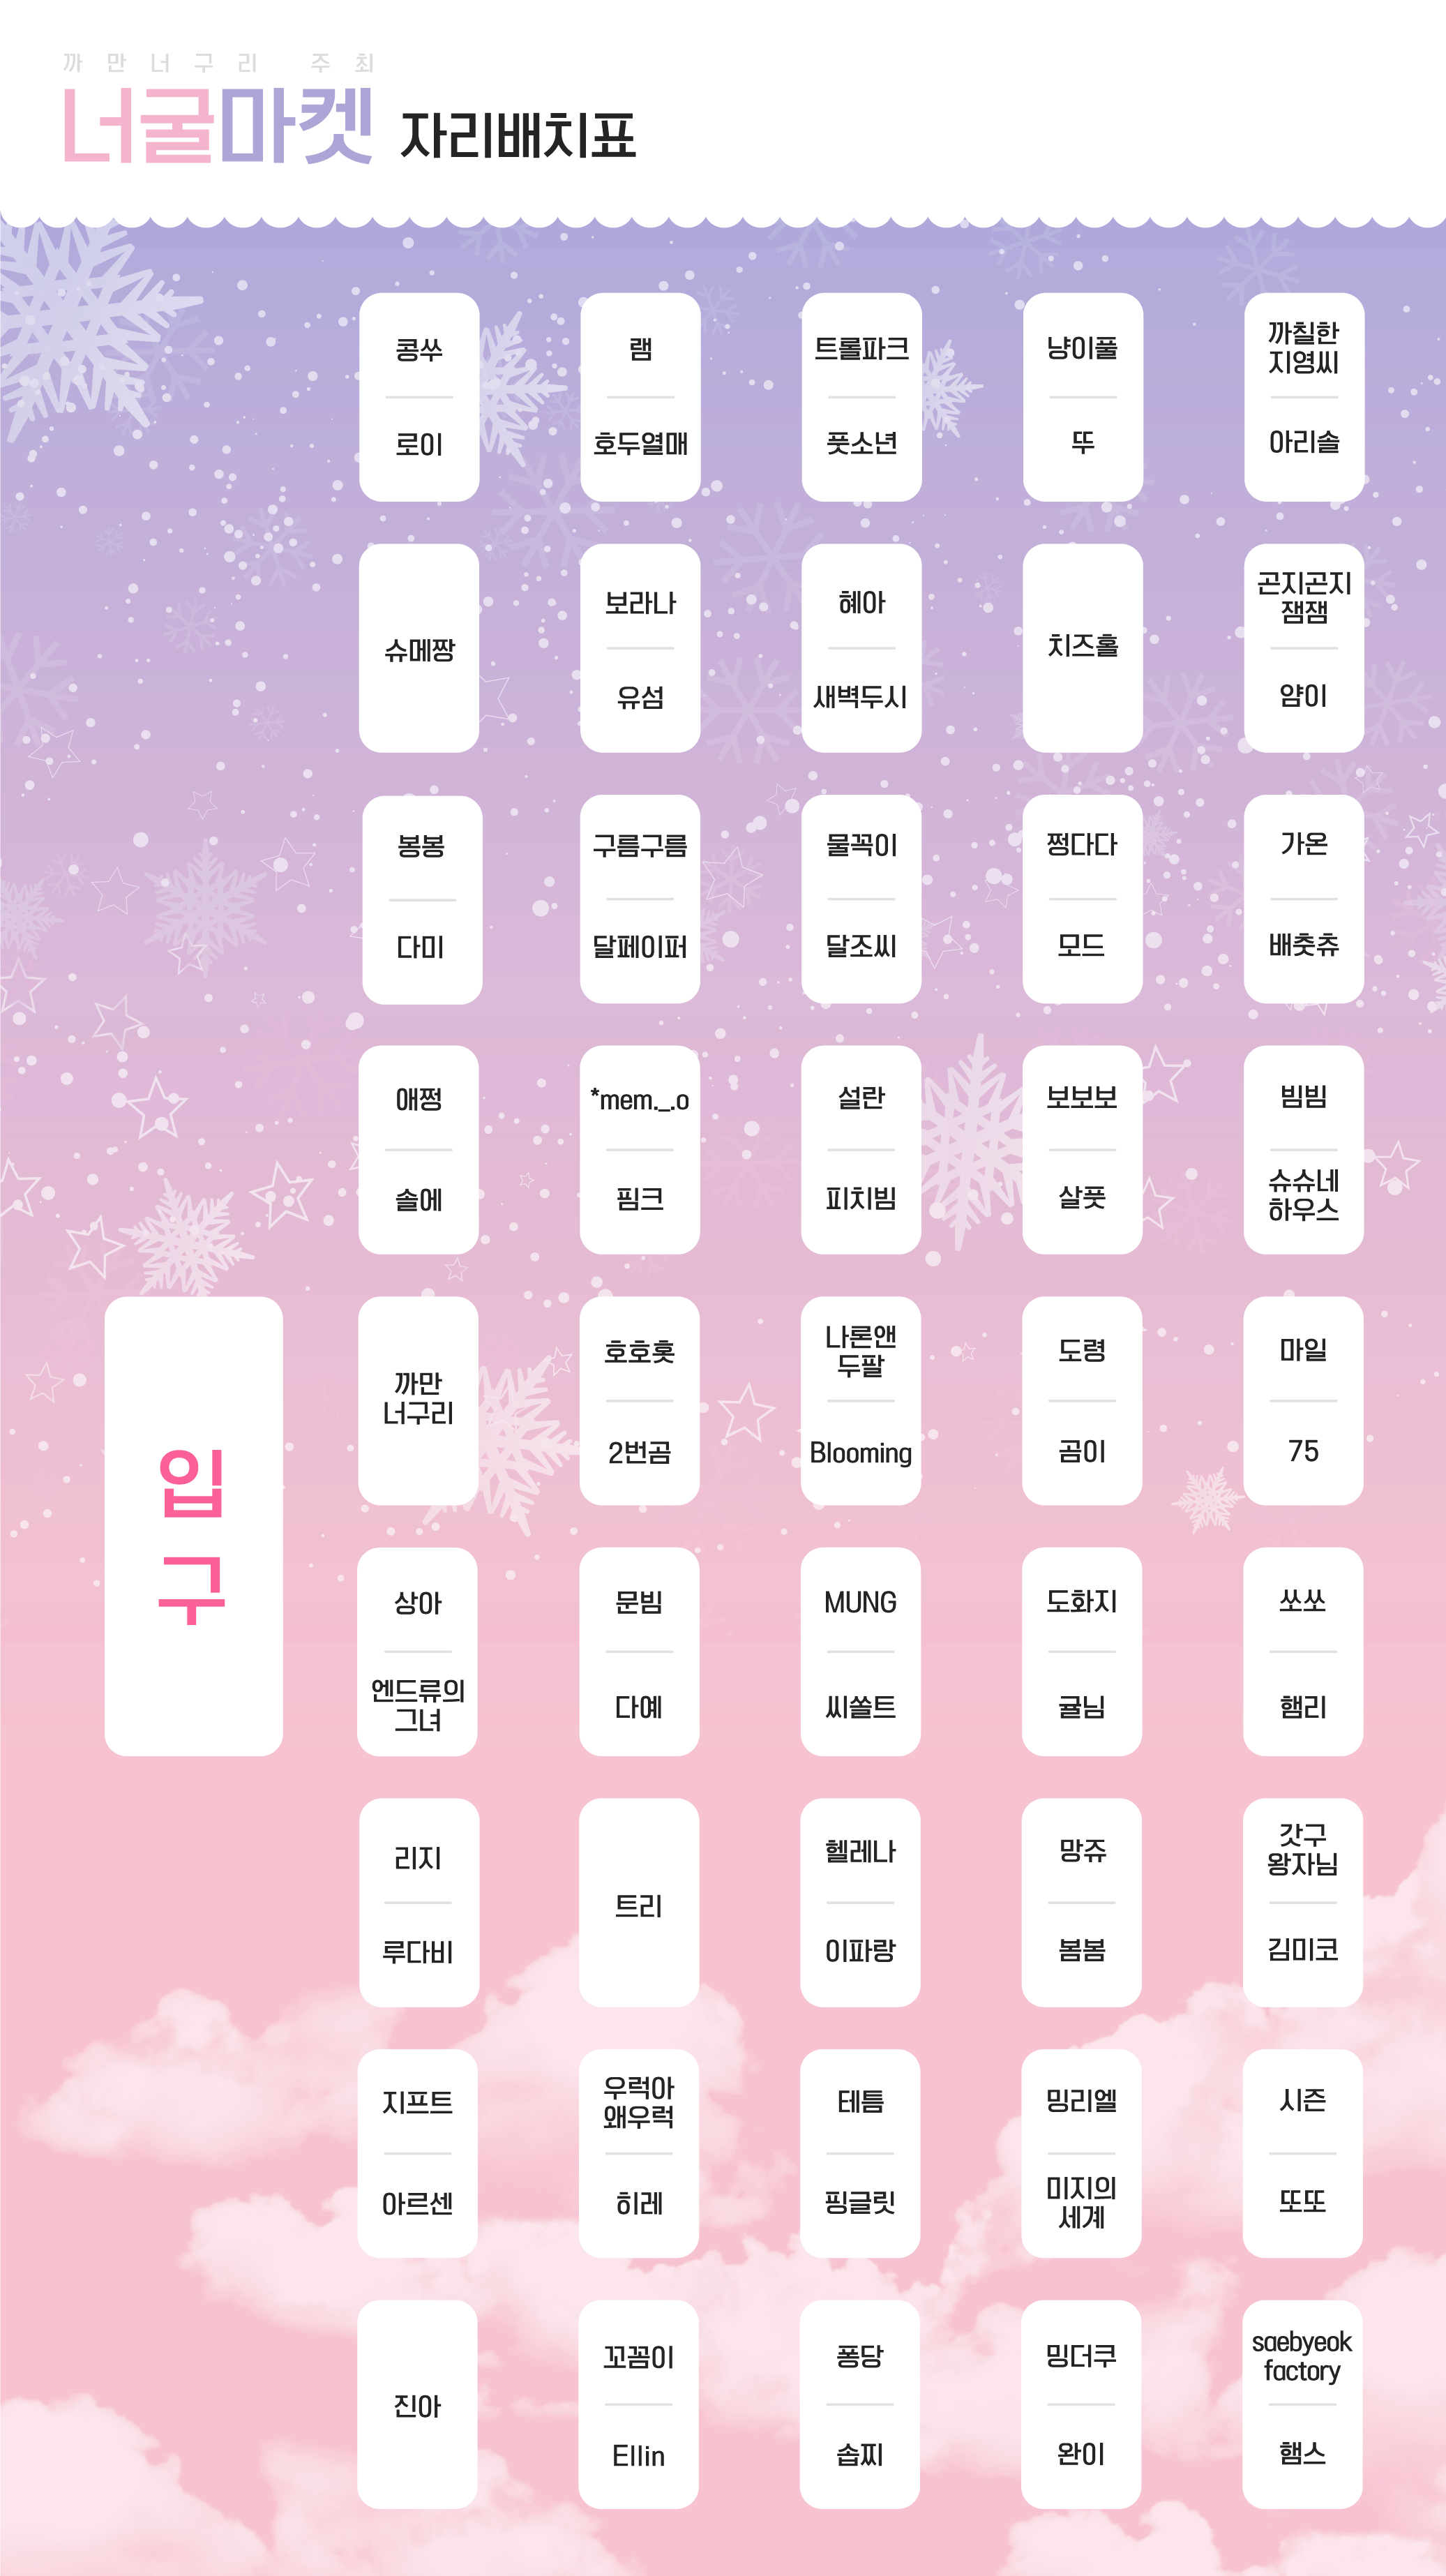 까만너구리 주최
너굴마켓 자리배치표
콩쑤
로이
램
호두열매
트롤파크
풋소년
냥이풀
뚜
까칠한
지영씨
아리솔
슈메짱
보라나
유섬
혜아
새벽두시
치즈홀
곤지곤지
잼잼
얌이
봉봉
다미
구름구름
달페이퍼
물꼭이
달조씨
쩡다다
모드
가온
배춧츄
애쩡
솔에
*mem._.o
핌크
설란
피치빔
보보보
살풋
빔빔
슈슈네
하우스
입
구
까만
너구리
호호홋
2번곰
나론앤
두팔
Blooming
도령
곰이
마일
75
상아
엔드류의
그녀
문빔
다예
MUNG
씨쏠트
도화지
귤님
쏘쏘
햄리
리지
루다비
트리
헬레나
이파랑
망쥬
봄봄
갓구
왕자님
김미코
지프트
아르센
우럭아
왜우럭
히레
테틈
핑글릿
밍리엘
미지의
세계
시즌
또또
진아
꼬꼼이
Ellin
퐁당
솝찌
밍더쿠
완이
saebyeok
factory
햄스